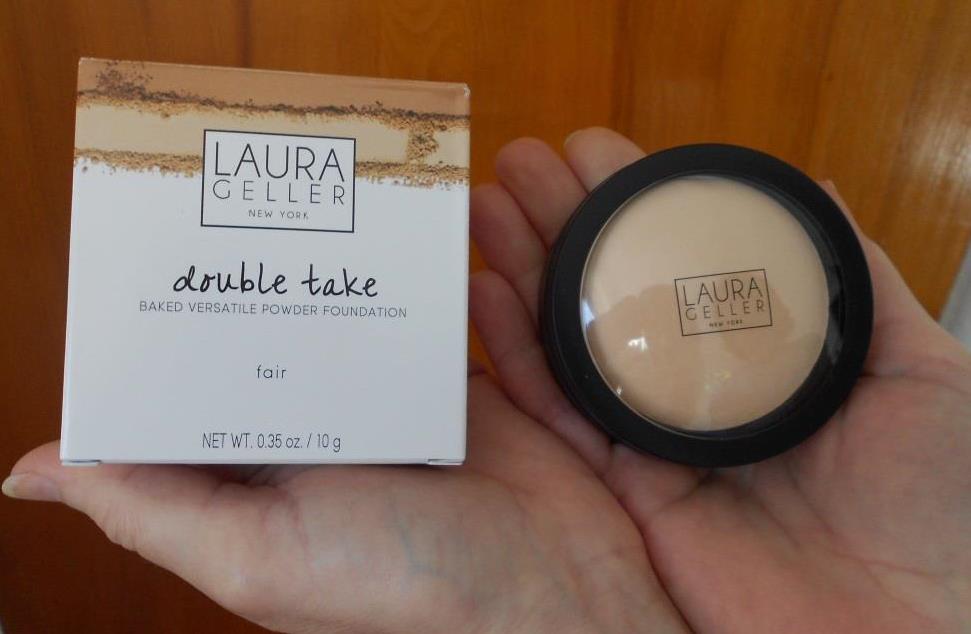 LAURA
GELLER
NEW YORK
double take
BAKED VERSATILE POWDER FOUNDATION
fair
NET WT. 0.35 oz. / 10 g
LAURA
GELLER
NEW YORK